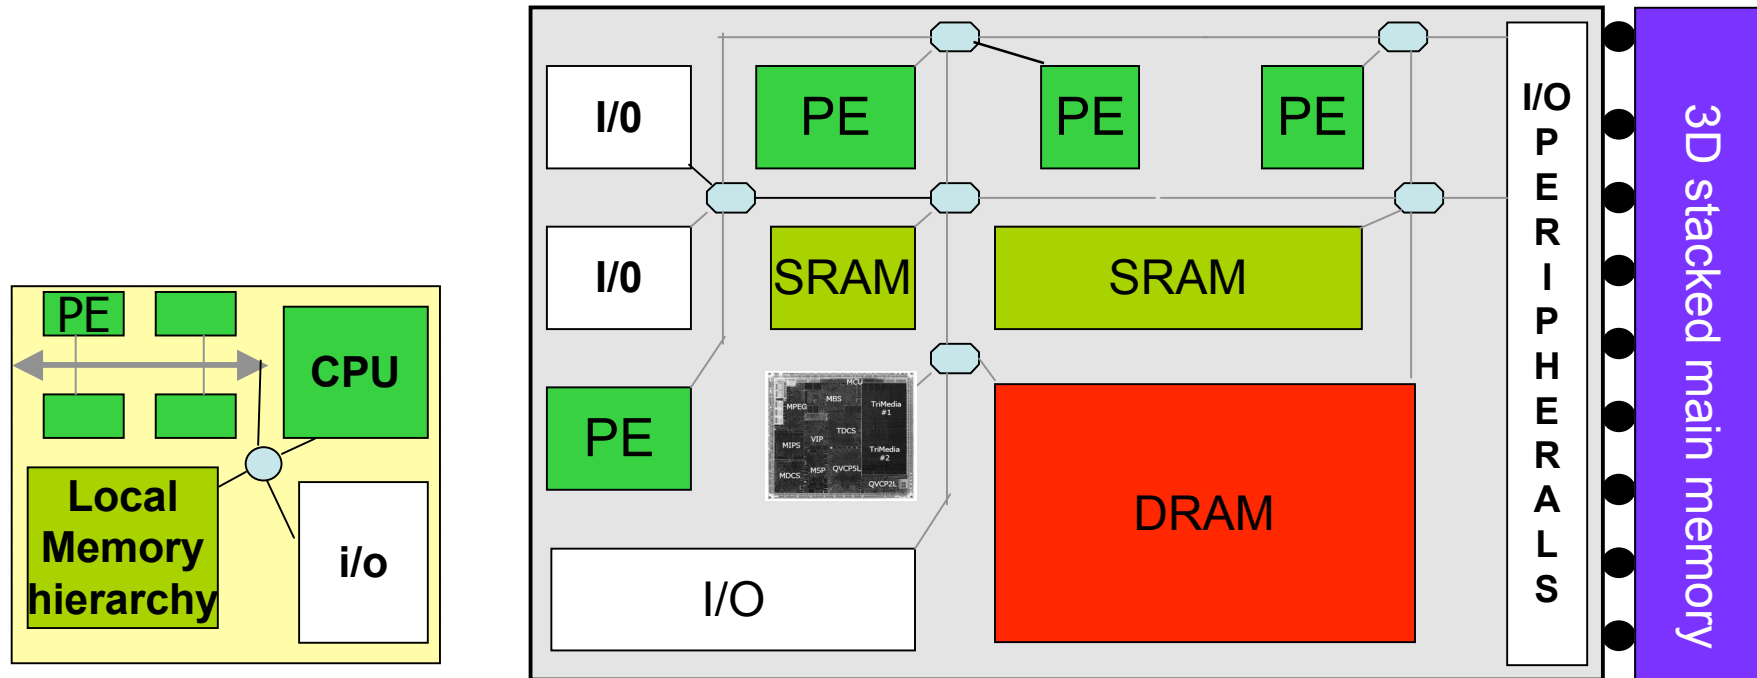 PE
CPU
Local
Memory
hierarchy
i/o
I/0
PE
PE
PE
I/0
SRAM
SRAM
PE
MCU
MBS
MPEG
TriMedia
#1
TDCS
VIP
MIPS
TriMedia
#2
MSP
QVCP5L
MDCS
QVCP2L
DRAM
I/O
I/O
P
E
R
I
P
H
E
R
A
L
S
3D stacked main memory